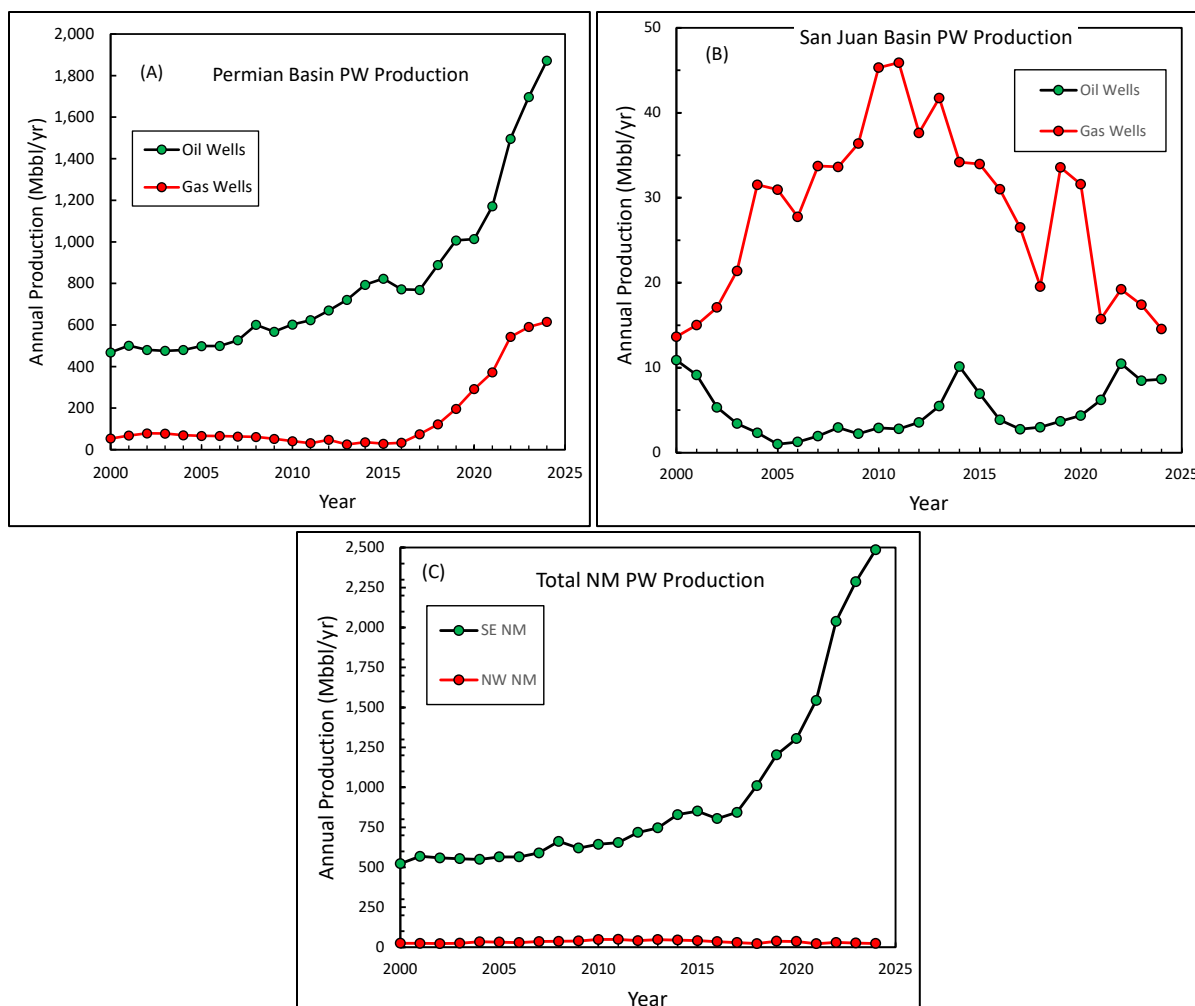 (A)
Permian Basin PW Production
Oil Wells
Gas Wells
Annual Production (Mbbl/yr)
2,000
1,800
1,600
1,400
1,200
1,000
800
600
400
200
0
2000
2005
2010
2015
2020
2025
Year
(B)
San Juan Basin PW Production
Oil Wells
Gas Wells
Annual Production (Mbbl/yr)
50
40
30
20
10
0
2000
2005
2010
2015
2020
2025
Year
(C)
Total NM PW Production
SE NM
NW NM
Annual Production (Mbbl/yr)
2,500
2,250
2,000
1,750
1,500
1,250
1,000
750
500
250
0
2000
2005
2010
2015
2020
2025
Year